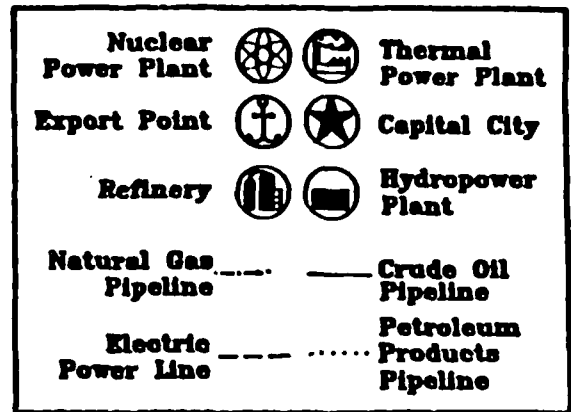 Nuclear
Power Plant
Thermal
Power Plant
Export Point
Capital City
Refinery
Hydropower
Plant
Natural Gas
Pipeline
Crude Oil
Pipeline
Electric
Power Line
Petroleum
Products
Pipeline